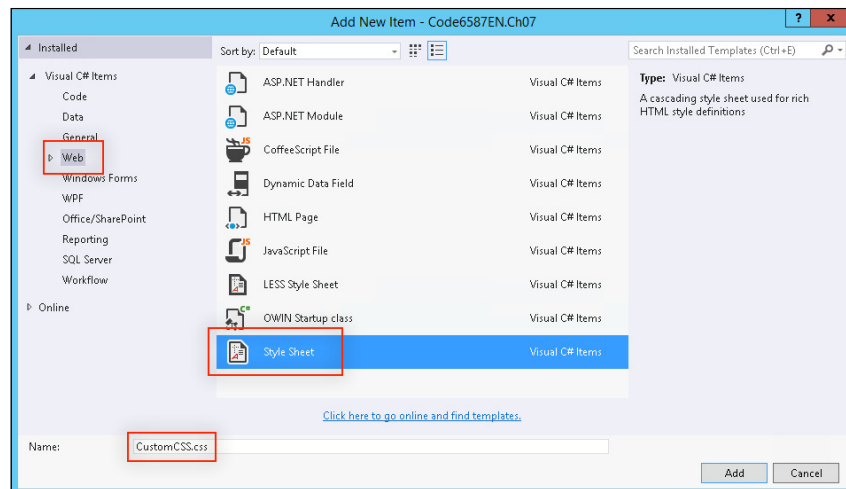 Add New Item - Code6587EN.Ch07
? x
Installed
Sort by: Default
Search Installed Templates (Ctrl+E)
Visual C# Items
Code
Data
General
Web
Windows Forms
WPF
Office/SharePoint
Reporting
SQL Server
Workflow
Online
ASP.NET Handler Visual C# Items
ASP.NET Module Visual C# Items
JS
CoffeeScript File Visual C# Items
Dynamic Data Field Visual C# Items
HTML Page Visual C# Items
JS
JavaScript File Visual C# Items
LESS Style Sheet Visual C# Items
C#
OWIN Startup class Visual C# Items
Style Sheet Visual C# Items
Type: Visual C# Items
A cascading style sheet used for rich
HTML style definitions
Click here to go online and find templates.
Name: CustomCSS.css
Add Cancel